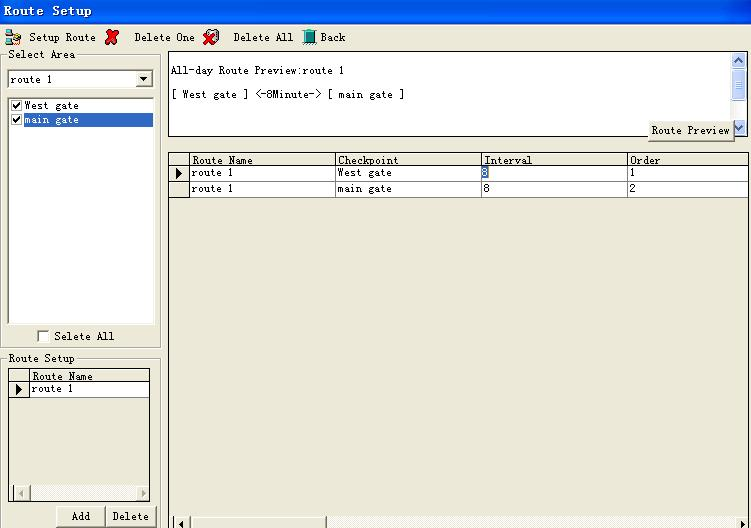 Route Setup
Setup Route Delete One Delete All Back
Select Area
route 1
West gate
main gate
Selete All
All-day Route Preview:route 1
[ West gate ] <-8Minute-> [ main gate ]
Route Preview
Route Name Checkpoint Interval Order
route 1 West gate 8 1
route 1 main gate 8 2
Route Setup
Route Name
route 1
Add Delete